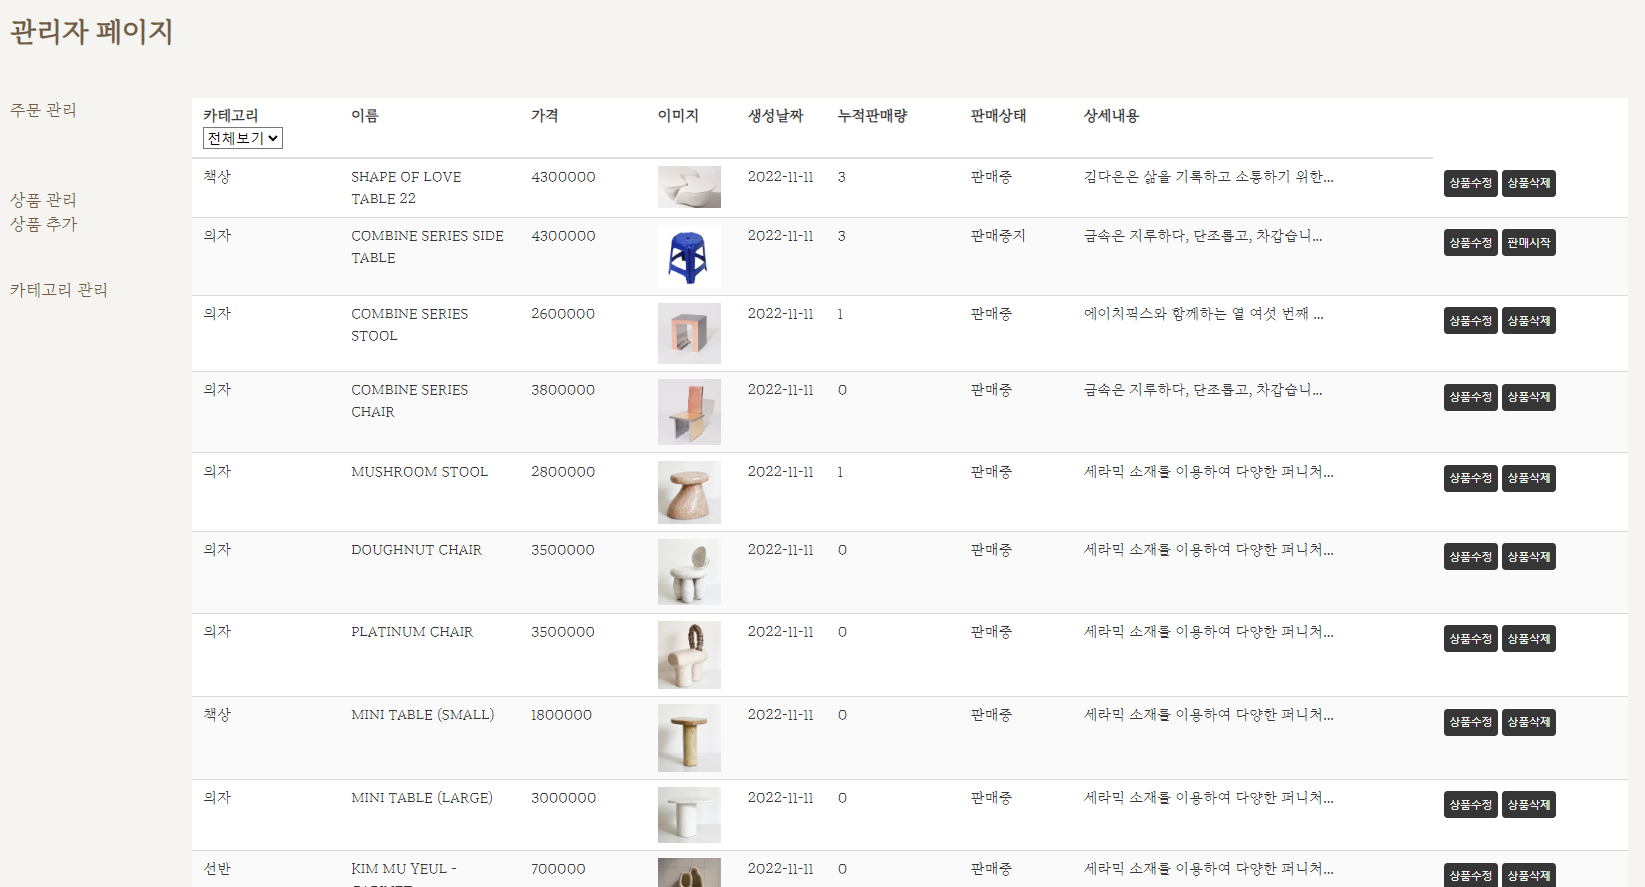 관리자 페이지
주문 관리
상품 관리
상품 추가
카테고리 관리
카테고리 이름 가격 이미지 생성날짜 누적판매량 판매상태 상세내용
전체보기
책상 SHAPE OF LOVE 4300000 2022-11-11 3 판매중 김다은은 삶을 기록하고 소통하기 위한... 상품수정 상품삭제
TABLE 22
의자 COMBINE SERIES SIDE 4300000 2022-11-11 3 판매중지 금속은 지루하다, 단조롭고, 차갑습니... 상품수정 판매시작
TABLE
의자 COMBINE SERIES 2600000 2022-11-11 1 판매중 에이치픽스와 함께하는 열 여섯 번째 ... 상품수정 상품삭제
STOOL
의자 COMBINE SERIES 3800000 2022-11-11 0 판매중 금속은 지루하다, 단조롭고, 차갑습니... 상품수정 상품삭제
CHAIR
의자 MUSHROOM STOOL 2800000 2022-11-11 1 판매중 세라믹 소재를 이용하여 다양한 퍼니처... 상품수정 상품삭제
의자 DOUGHNUT CHAIR 3500000 2022-11-11 0 판매중 세라믹 소재를 이용하여 다양한 퍼니처... 상품수정 상품삭제
의자 PLATINUM CHAIR 3500000 2022-11-11 0 판매중 세라믹 소재를 이용하여 다양한 퍼니처... 상품수정 상품삭제
책상 MINI TABLE (SMALL) 1800000 2022-11-11 0 판매중 세라믹 소재를 이용하여 다양한 퍼니처... 상품수정 상품삭제
의자 MINI TABLE (LARGE) 3000000 2022-11-11 0 판매중 세라믹 소재를 이용하여 다양한 퍼니처... 상품수정 상품삭제
선반 KIM MU YEUL - 700000 2022-11-11 0 판매중 세라믹 소재를 이용하여 다양한 퍼니처... 상품수정 상품삭제